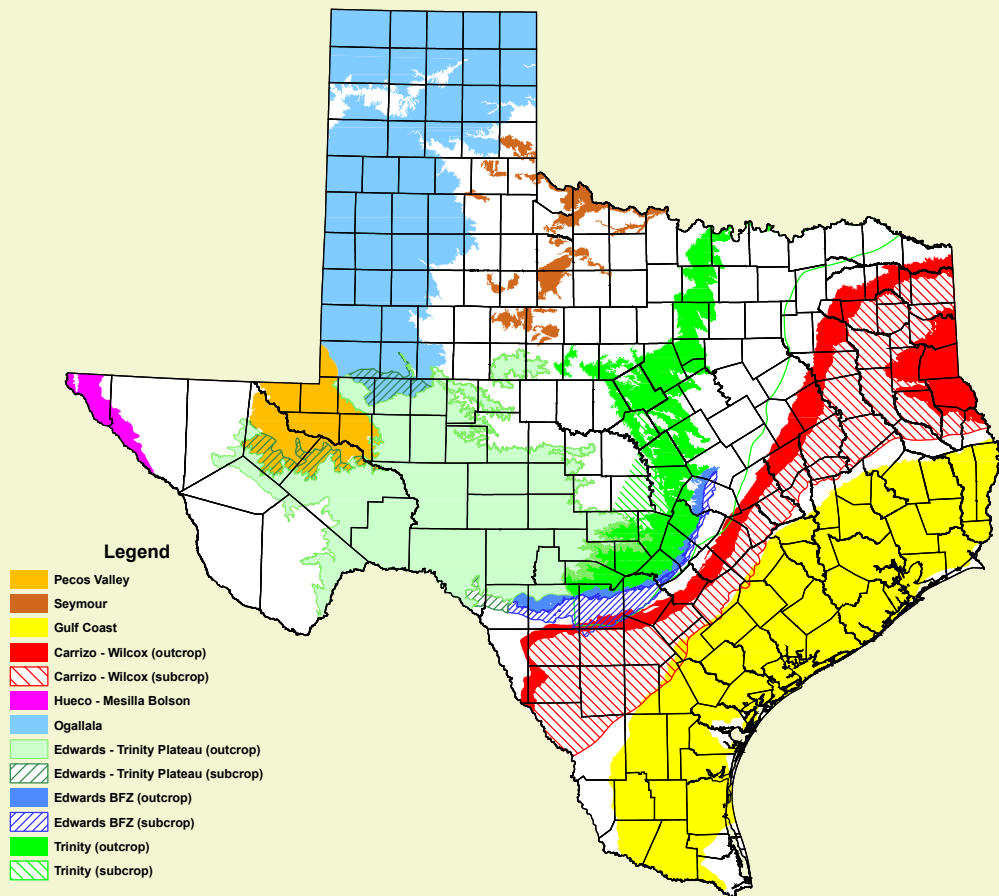 Legend
Pecos Valley
Seymour
Gulf Coast
Carrizo - Wilcox (outcrop)
Carrizo - Wilcox (subcrop)
Hueco - Mesilla Bolson
Ogallala
Edwards - Trinity Plateau (outcrop)
Edwards - Trinity Plateau (subcrop)
Edwards BFZ (outcrop)
Edwards BFZ (subcrop)
Trinity (outcrop)
Trinity (subcrop)